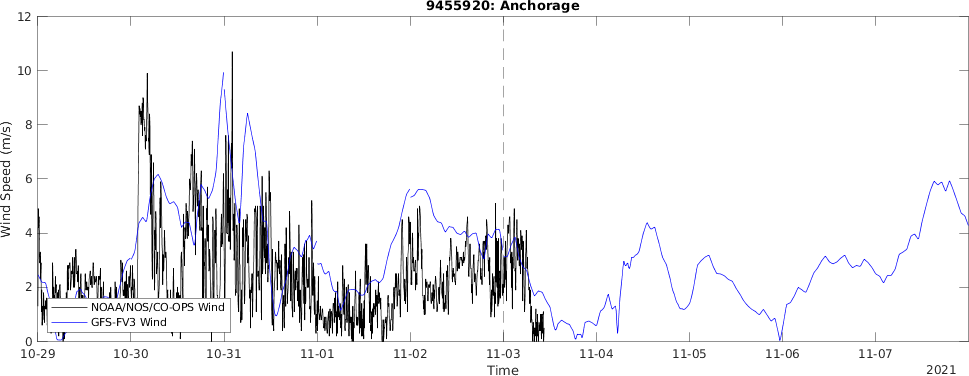 9455920: Anchorage
12
10
8
6
4
2
0
Wind Speed (m/s)
NOAA/NOS/CO-OPS Wind
GFS-FV3 Wind
10-29 10-30 10-31 11-01 11-02 11-03 11-04 11-05 11-06 11-07
Time
2021